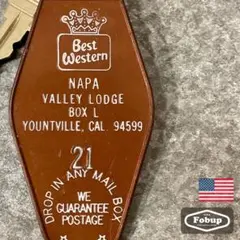 Best
Western
NAPA
VALLEY LODGE
BOX L
YOUNTVILLE, CAL. 94599
21
DROP IN ANY MAIL BOX
WE
GUARANTEE
POSTAGE
Fobup